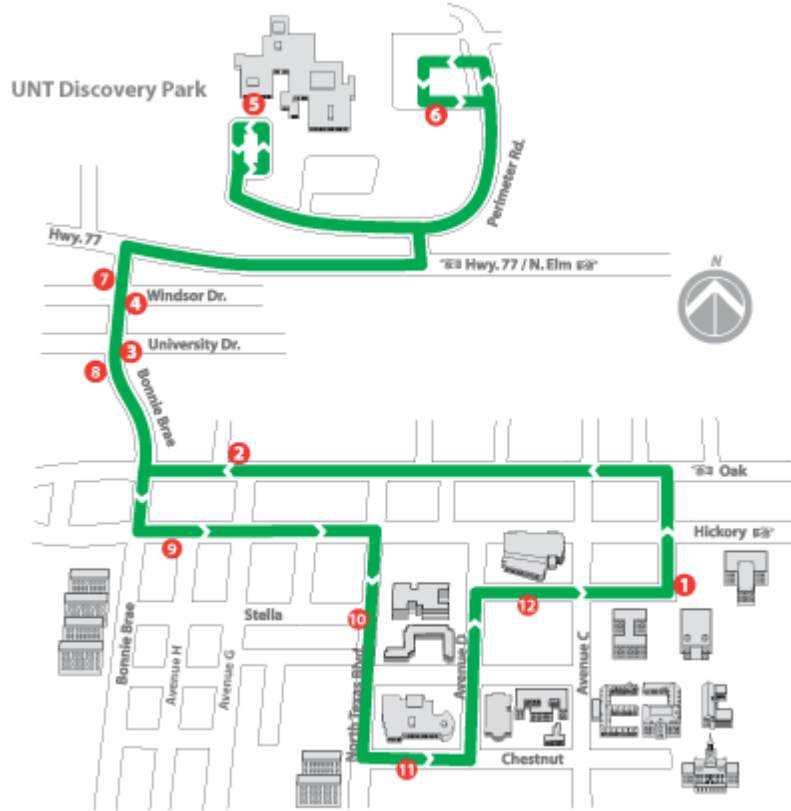 UNT Discovery Park
5
6
Perimeter Rd.
Hwy. 77
Hwy. 77 / N. Elm
N
7
4
Windsor Dr.
3
University Dr.
8
Bonnie Brae
2
Oak
Hickory
9
1
12
Stella
10
Bonnie Brae
Avenue H
Avenue G
North Texas Blvd.
Avenue D
Avenue C
11
Chestnut